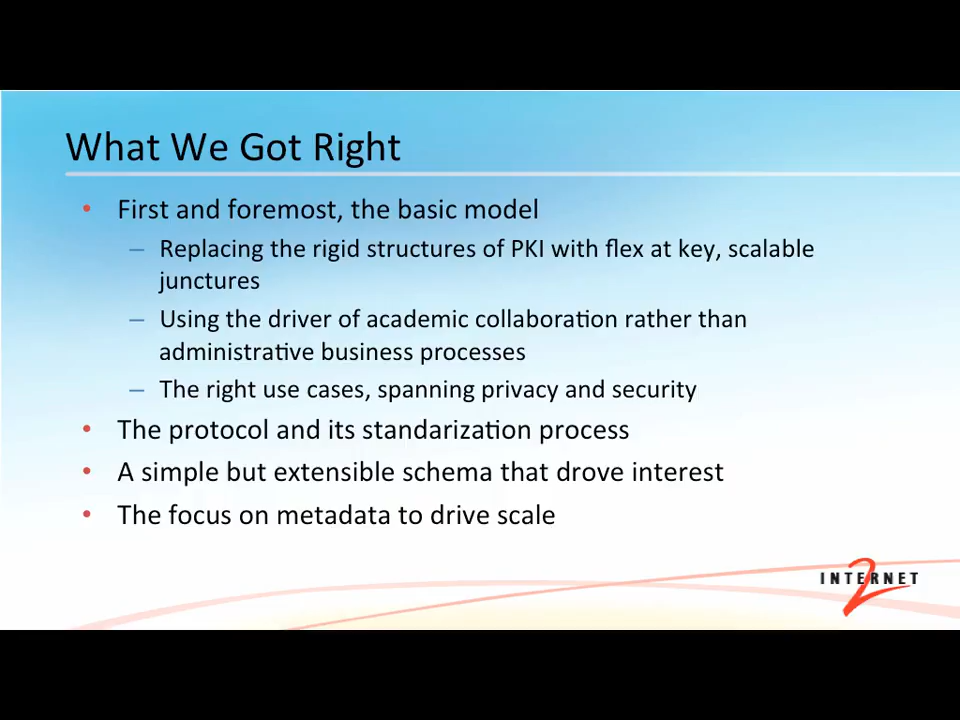 What We Got Right
• First and foremost, the basic model
– Replacing the rigid structures of PKI with flex at key, scalable
junctures
– Using the driver of academic collaboration rather than
administrative business processes
– The right use cases, spanning privacy and security
• The protocol and its standarization process
• A simple but extensible schema that drove interest
• The focus on metadata to drive scale
INTERNET
2